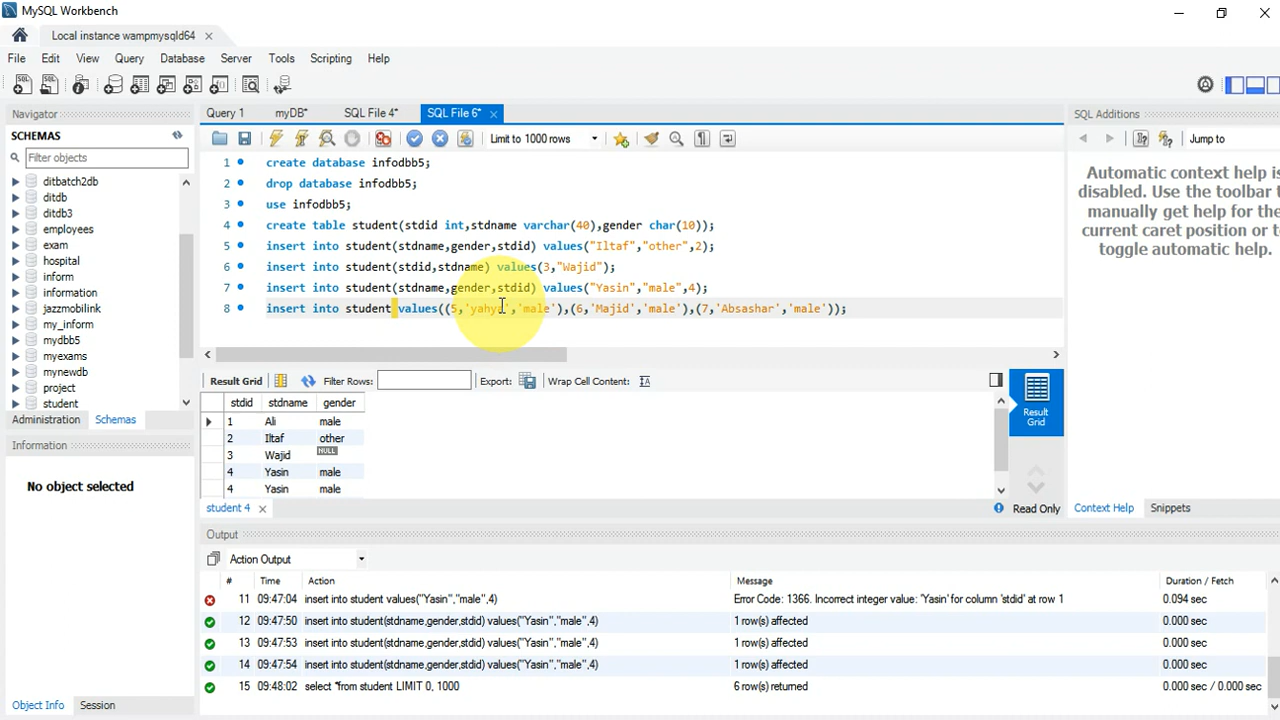 MySQL Workbench
Local instance wampmysqld64
File Edit View Query Database Server Tools Scripting Help
Navigator
SCHEMAS
Filter objects
ditbatch2db
ditdb
ditdb3
employees
exam
hospital
inform
information
jazzmobilink
my_inform
mydbb5
myexams
mynewdb
project
student
Administration Schemas
Information
No object selected
Object Info Session
Query 1 myDB* SQL File 4* SQL File 6*
Limit to 1000 rows
1 create database infodbb5;
2 drop database infodbb5;
3 use infodbb5;
4 create table student(stdid int,stdname varchar(40),gender char(10));
5 insert into student(stdname,gender,stdid) values("Iltaf","other",2);
6 insert into student(stdid,stdname) values(3,"Wajid");
7 insert into student(stdname,gender,stdid) values("Yasin","male",4);
8 insert into student values((5,'yahya','male'),(6,'Majid','male'),(7,'Absashar','male'));
Result Grid Filter Rows: Export: Wrap Cell Content:
stdid stdname gender
1 Ali male
2 Iltaf other
3 Wajid NULL
4 Yasin male
4 Yasin male
Result Grid
student 4
Read Only
Output
Action Output
# Time Action Message Duration / Fetch
11 09:47:04 insert into student values("Yasin","male",4) Error Code: 1366. Incorrect integer value: 'Yasin' for column 'stdid' at row 1 0.094 sec
12 09:47:50 insert into student(stdname,gender,stdid) values("Yasin","male",4) 1 row(s) affected 0.000 sec
13 09:47:53 insert into student(stdname,gender,stdid) values("Yasin","male",4) 1 row(s) affected 0.000 sec
14 09:47:54 insert into student(stdname,gender,stdid) values("Yasin","male",4) 1 row(s) affected 0.000 sec
15 09:48:02 select *from student LIMIT 0, 1000 6 row(s) returned 0.000 sec / 0.000 sec
SQL Additions
Jump to
Automatic context help is
disabled. Use the toolbar t
manually get help for the
current caret position or to
toggle automatic help.
Context Help Snippets